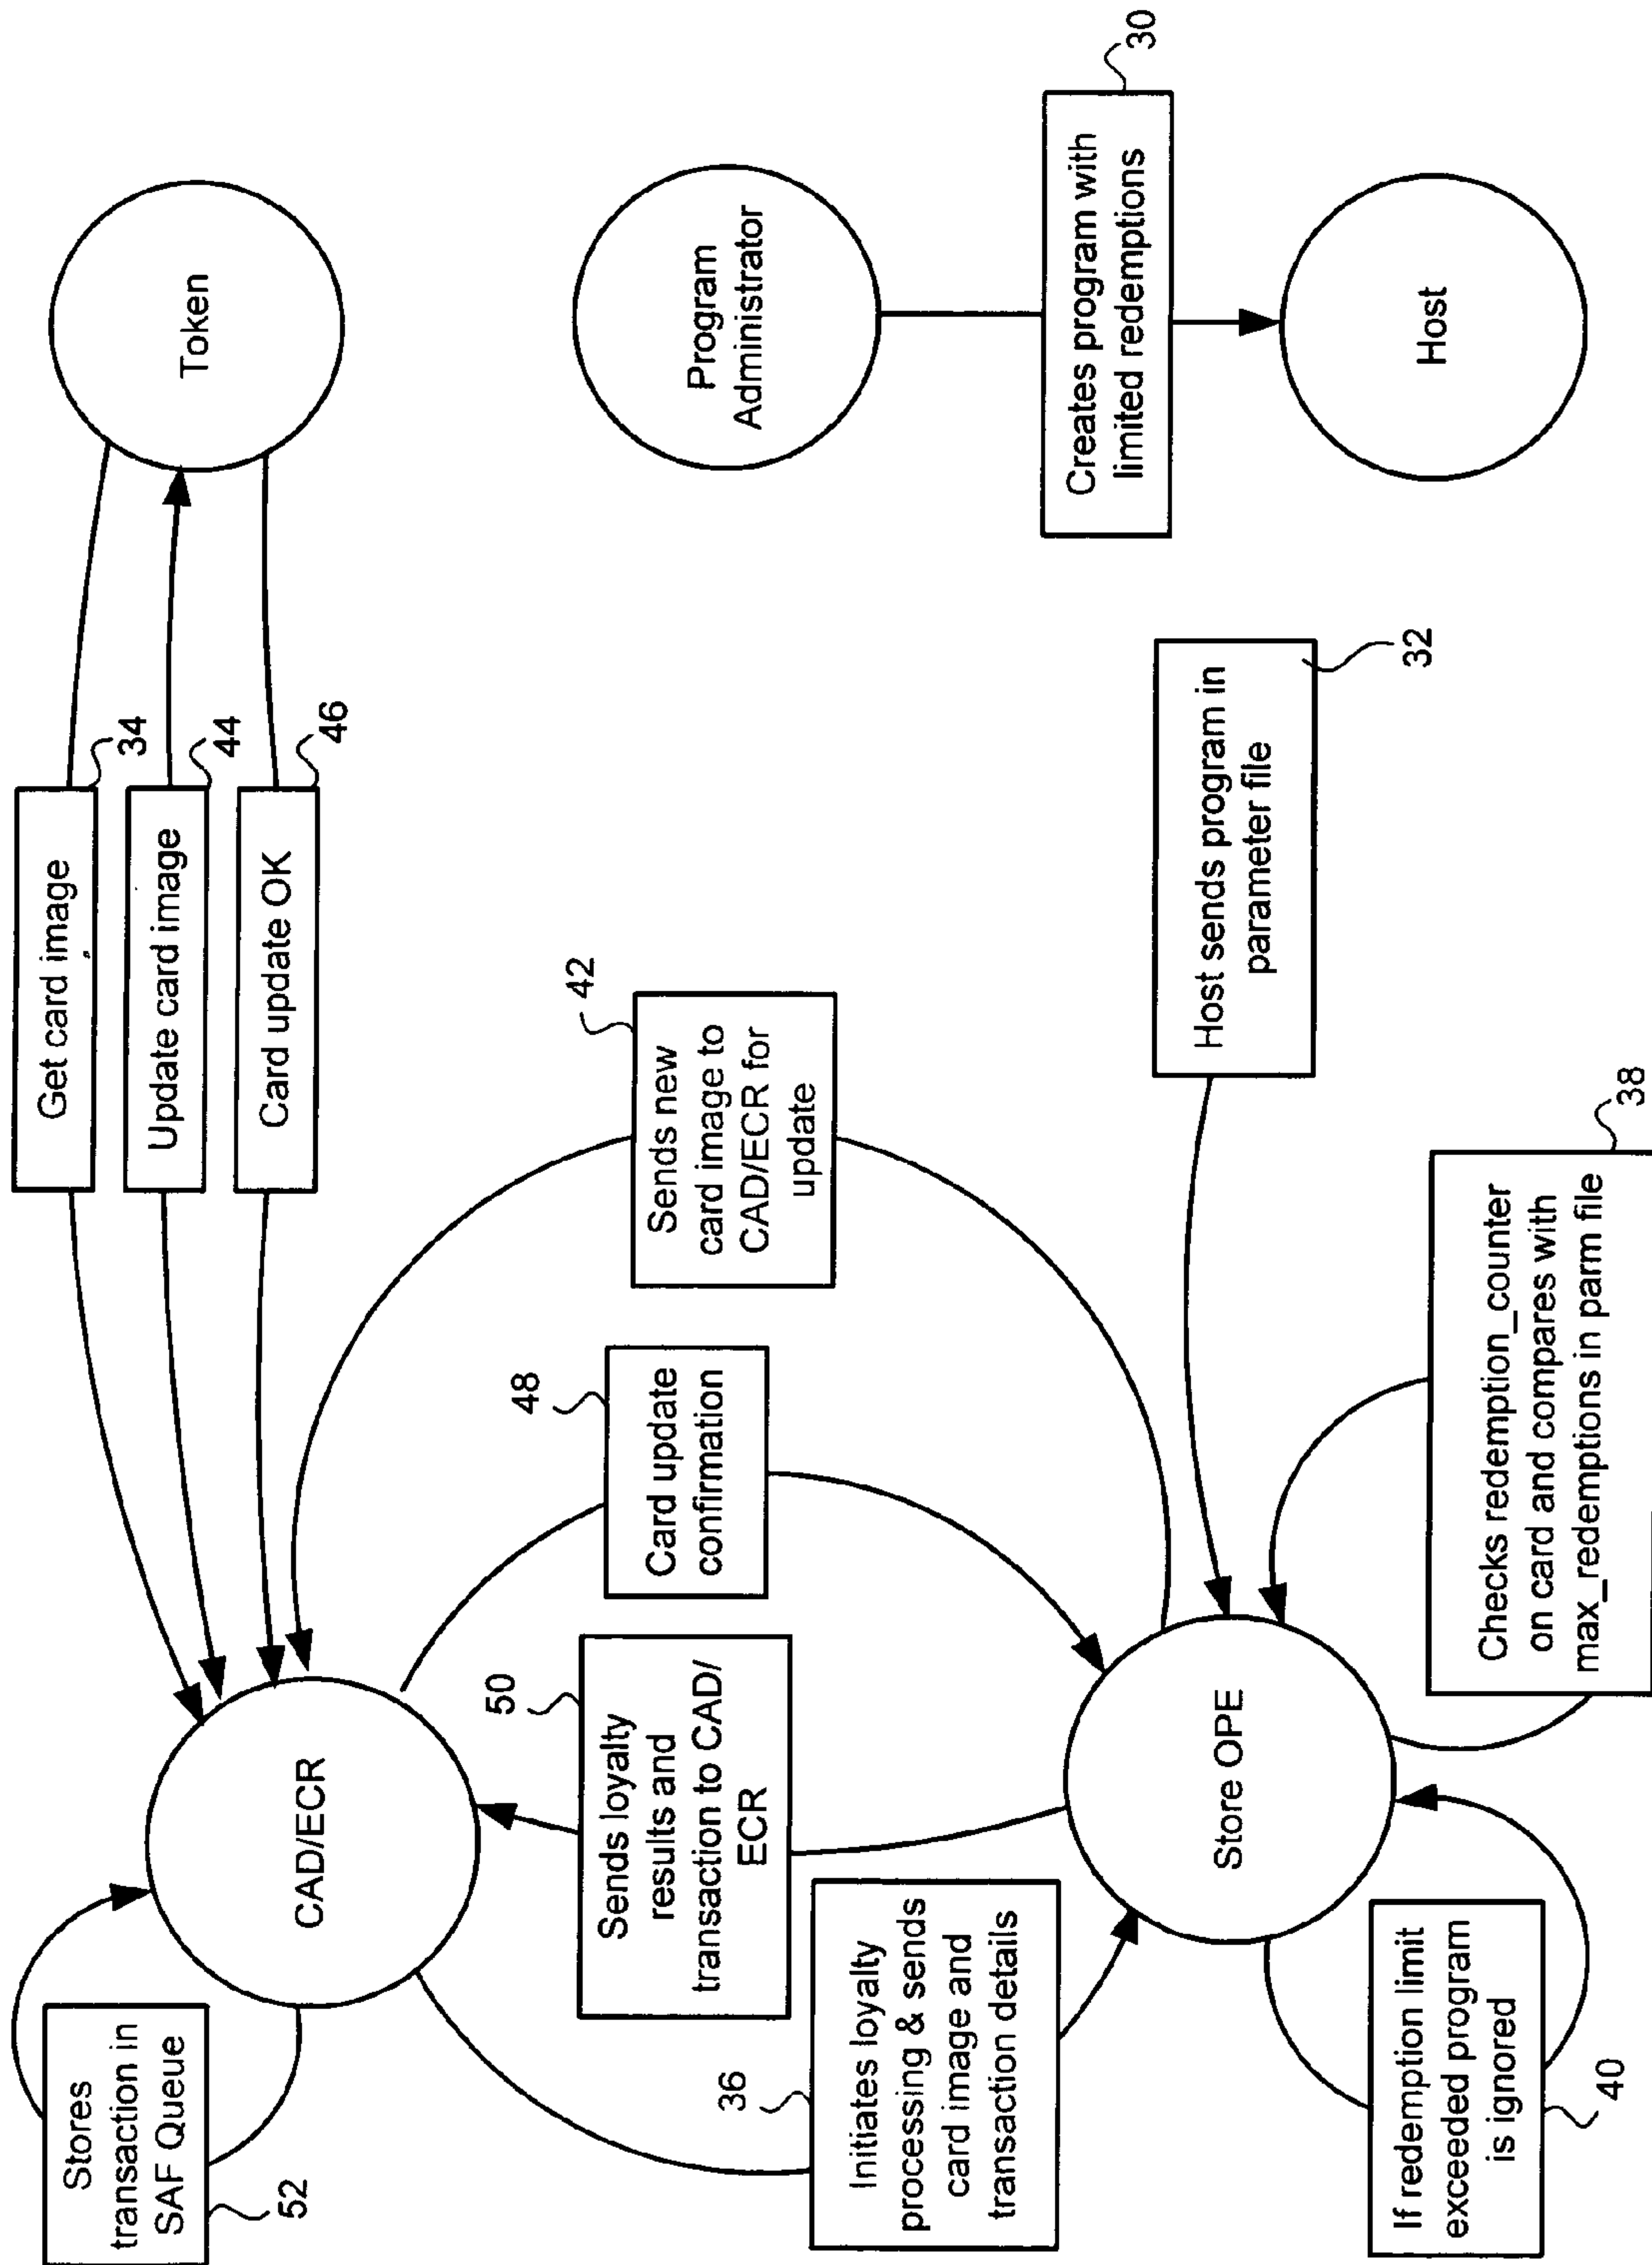 Stores
transaction in
SAF Queue
52
CAD/ECR
Get card image
34
Update card image
44
Card update OK
46
Token
36
Initiates loyalty
processing & sends
card image and
transaction details
50
Sends loyalty
results and
transaction to CAD/
ECR
48
Card update
confirmation
42
Sends new
card image to
CAD/ECR for
update
Program
Administrator
Creates program with
limited redemptions
30
Host
Host sends program in
parameter file
32
Store OPE
If redemption limit
exceeded program
is ignored
40
Checks redemption_counter
on card and compares with
max_redemptions in parm file
38